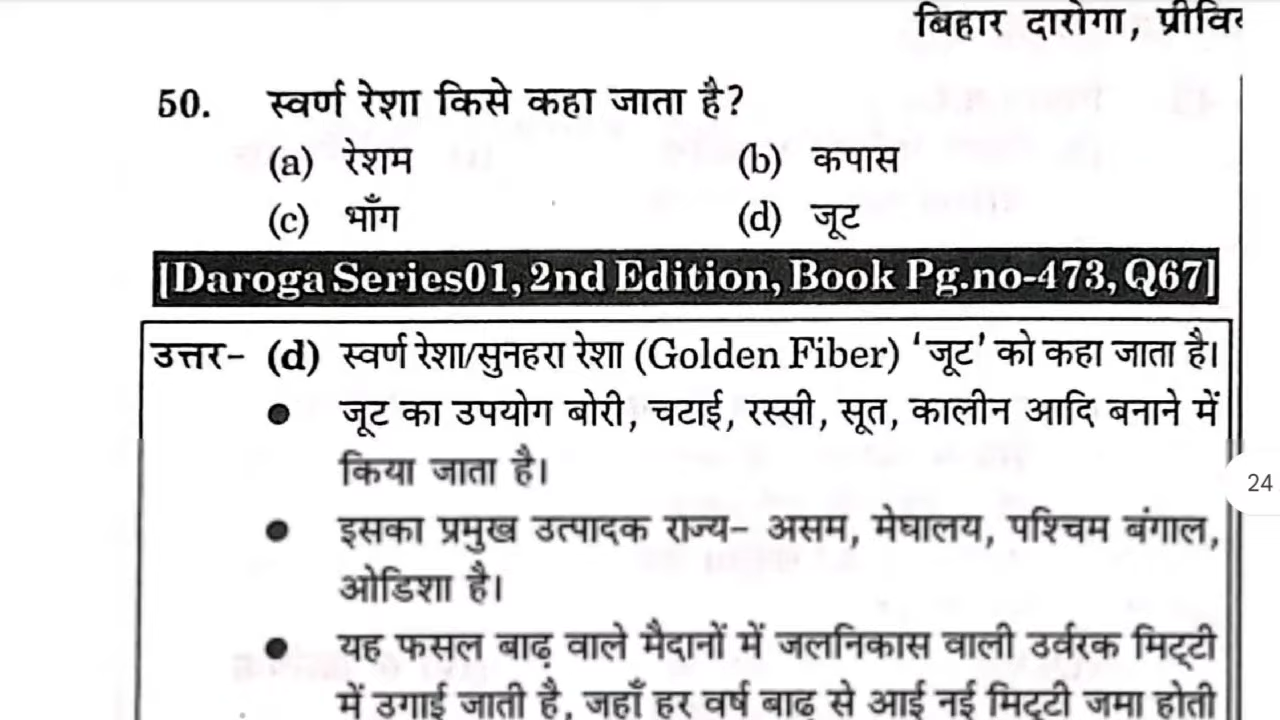 बिहार दारोगा, प्रीवि
50. स्वर्ण रेशा किसे कहा जाता है?
(a) रेशम (b) कपास
(c) भाँग (d) जूट
[Daroga Series01, 2nd Edition, Book Pg.no-473, Q67]
उत्तर– (d) स्वर्ण रेशा/सुनहरा रेशा (Golden Fiber) ‘जूट’ को कहा जाता है।
● जूट का उपयोग बोरी, चटाई, रस्सी, सूत, कालीन आदि बनाने में
किया जाता है।
24
● इसका प्रमुख उत्पादक राज्य– असम, मेघालय, पश्चिम बंगाल,
ओडिशा है।
● यह फसल बाढ़ वाले मैदानों में जलनिकास वाली उर्वरक मिट्टी
में उगाई जाती है, जहाँ हर वर्ष बाढ़ से आई नई मिट्टी जमा होती